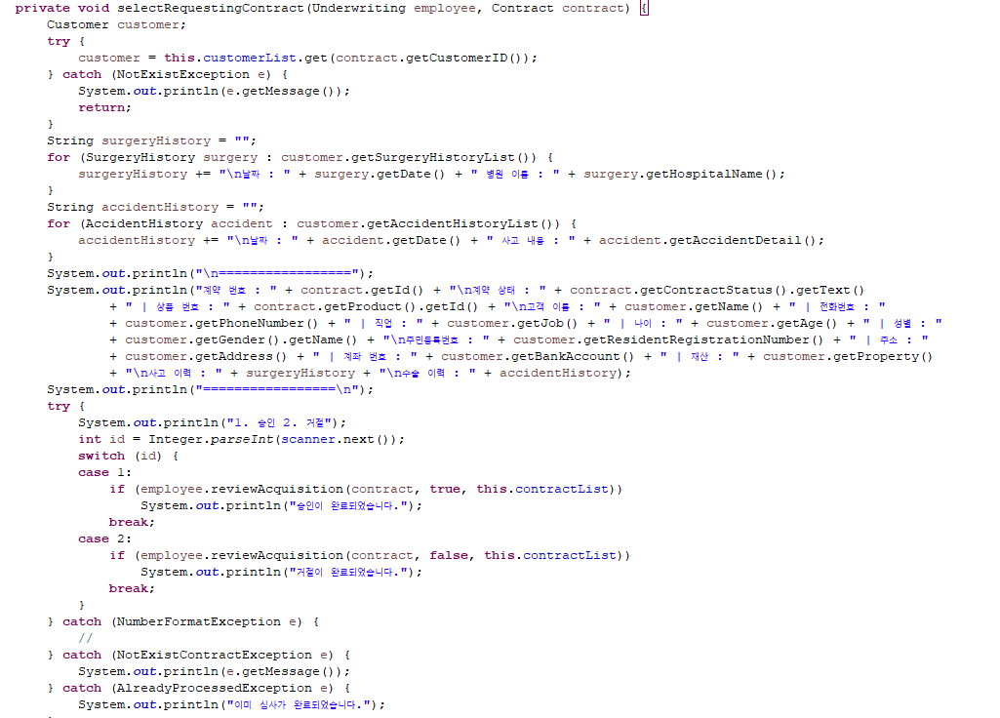 private void selectRequestingContract(Underwriting employee, Contract contract) {
    Customer customer;
    try {
        customer = this.customerList.get(contract.getCustomerID());
    } catch (NotExistException e) {
        System.out.println(e.getMessage());
        return;
    }
    String surgeryHistory = "";
    for (SurgeryHistory surgery : customer.getSurgeryHistoryList()) {
        surgeryHistory += "\n날짜 : " + surgery.getDate() + " 병원 이름 : " + surgery.getHospitalName();
    }
    String accidentHistory = "";
    for (AccidentHistory accident : customer.getAccidentHistoryList()) {
        accidentHistory += "\n날짜 : " + accident.getDate() + " 사고 내용 : " + accident.getAccidentDetail();
    }
    System.out.println("\n=================");
    System.out.println("계약 번호 : " + contract.getId() + "\n계약 상태 : " + contract.getContractStatus().getText()
            + " | 상품 번호 : " + contract.getProduct().getId() + "\n고객 이름 : " + customer.getName() + " | 전화번호 : "
            + customer.getPhoneNumber() + " | 직업 : " + customer.getJob() + " | 나이 : " + customer.getAge() + " | 성별 : "
            + customer.getGender().getName() + "\n주민등록번호 : " + customer.getResidentRegistrationNumber() + " | 주소 : "
            + customer.getAddress() + " | 계좌 번호 : " + customer.getBankAccount() + " | 재산 : " + customer.getProperty()
            + "\n사고 이력 : " + surgeryHistory + "\n수술 이력 : " + accidentHistory);
    System.out.println("=================\n");
    try {
        System.out.println("1. 승인 2. 거절");
        int id = Integer.parseInt(scanner.next());
        switch (id) {
        case 1:
            if (employee.reviewAcquisition(contract, true, this.contractList))
                System.out.println("승인이 완료되었습니다.");
            break;
        case 2:
            if (employee.reviewAcquisition(contract, false, this.contractList))
                System.out.println("거절이 완료되었습니다.");
            break;
        }
    } catch (NumberFormatException e) {
        //
    } catch (NotExistContractException e) {
        System.out.println(e.getMessage());
    } catch (AlreadyProcessedException e) {
        System.out.println("이미 심사가 완료되었습니다.");